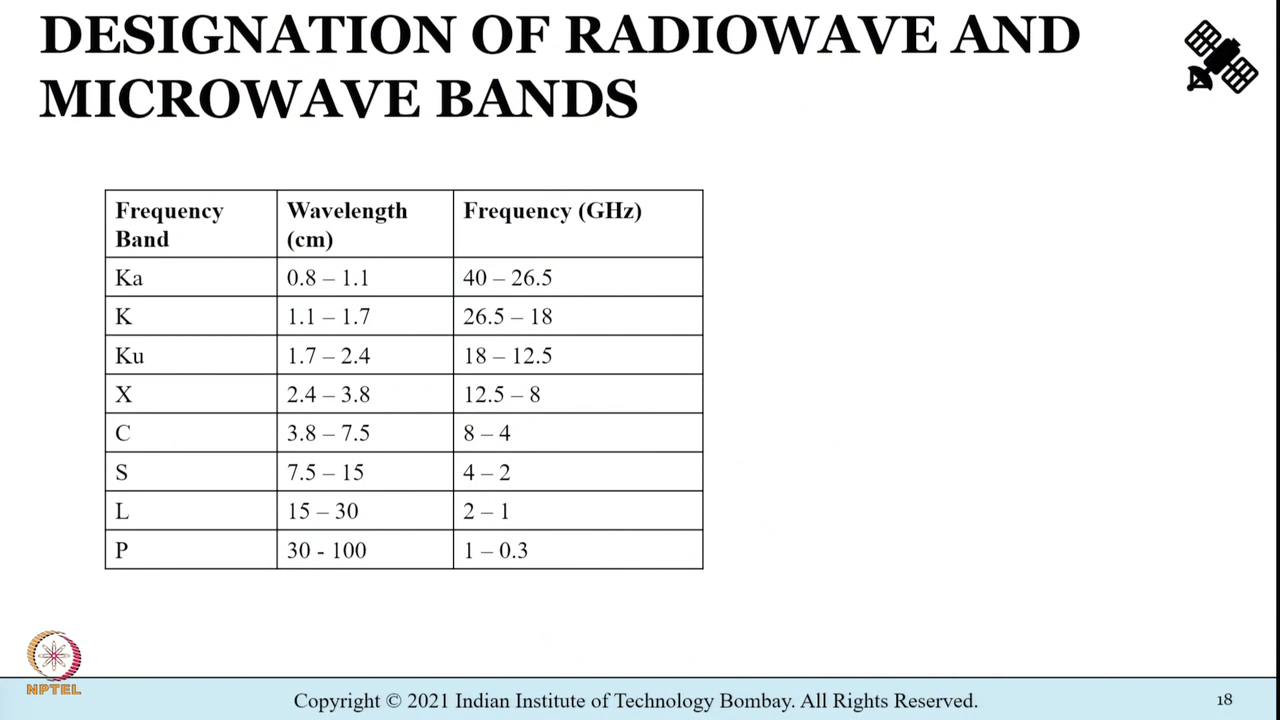 DESIGNATION OF RADIOWAVE AND
MICROWAVE BANDS
Frequency Band Wavelength (cm) Frequency (GHz)
Ka 0.8 – 1.1 40 – 26.5
K 1.1 – 1.7 26.5 – 18
Ku 1.7 – 2.4 18 – 12.5
X 2.4 – 3.8 12.5 – 8
C 3.8 – 7.5 8 – 4
S 7.5 – 15 4 – 2
L 15 – 30 2 – 1
P 30 - 100 1 – 0.3
NPTEL
Copyright © 2021 Indian Institute of Technology Bombay. All Rights Reserved.
18